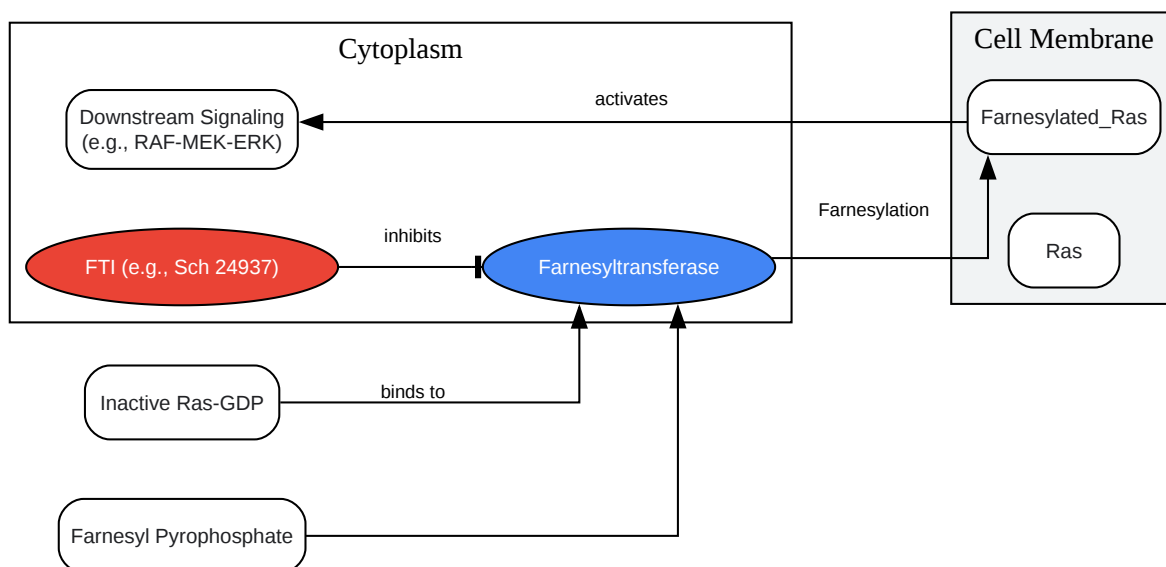 Cytoplasm
Cell Membrane
Downstream Signaling
(e.g., RAF-MEK-ERK)
activates
Farnesylated_Ras
Farnesylation
inhibits
FTI (e.g., Sch 24937)
Farnesyltransferase
Ras
Inactive Ras-GDP
binds to
Farnesyl Pyrophosphate